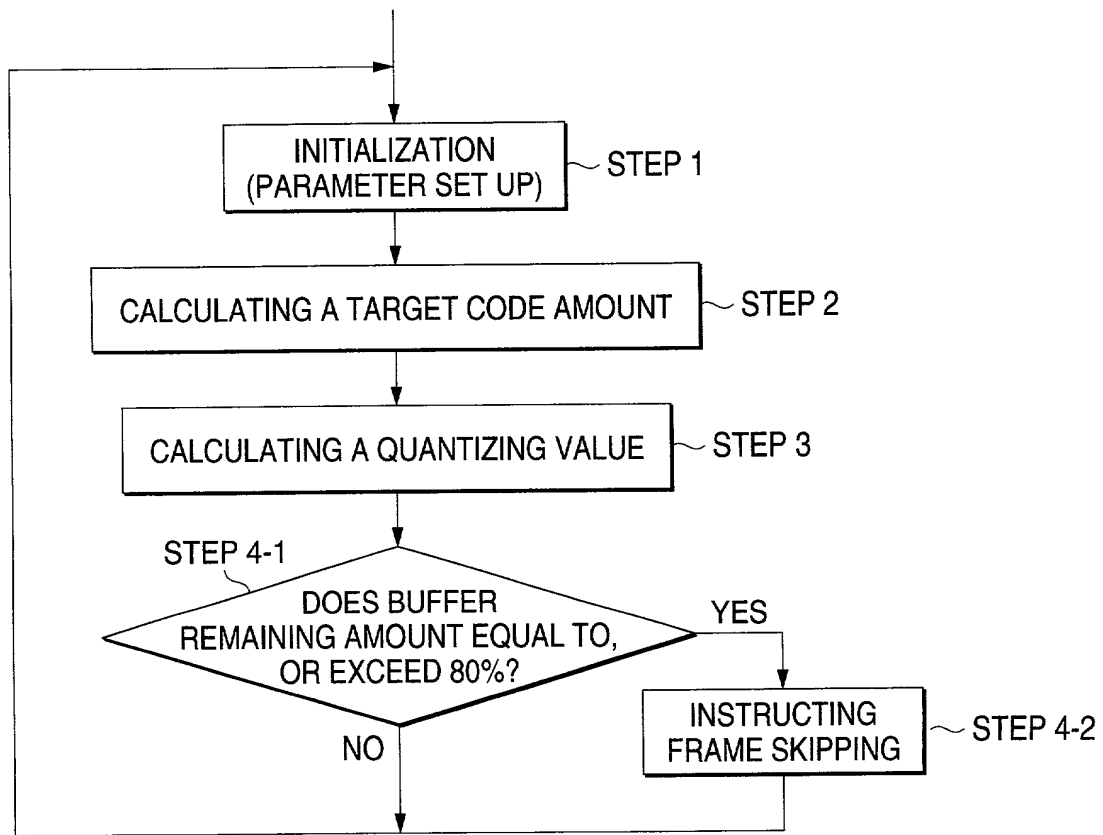 INITIALIZATION
(PARAMETER SET UP)
STEP 1
CALCULATING A TARGET CODE AMOUNT
STEP 2
CALCULATING A QUANTIZING VALUE
STEP 3
STEP 4-1
DOES BUFFER
REMAINING AMOUNT EQUAL TO,
OR EXCEED 80%?
YES
NO
INSTRUCTING
FRAME SKIPPING
STEP 4-2